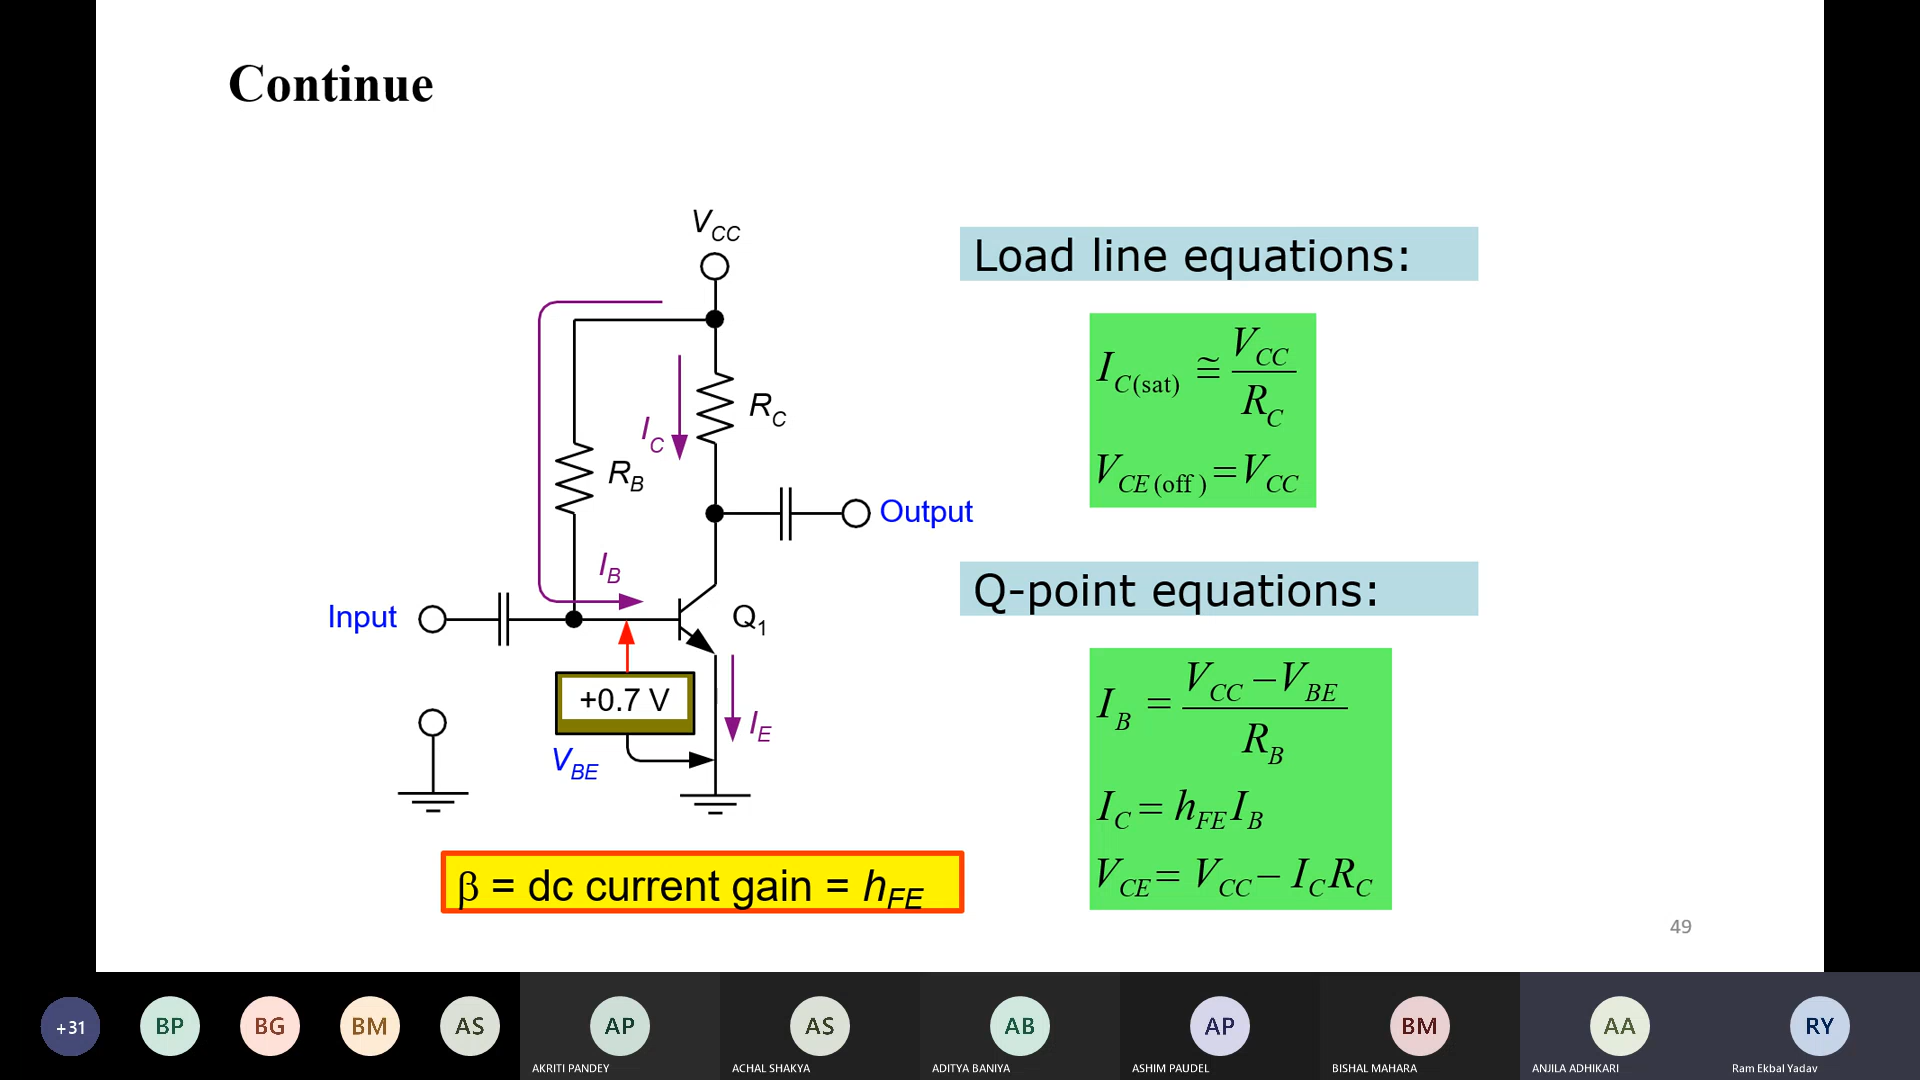 Continue
V_CC
R_C
I_C
R_B
Output
I_B
Input
Q_1
+0.7 V
I_E
V_BE
β = dc current gain = h_FE
Load line equations:
I_C(sat) ≅ V_CC / R_C
V_CE(off) = V_CC
Q-point equations:
I_B = (V_CC − V_BE) / R_B
I_C = h_FE I_B
V_CE = V_CC − I_C R_C
49
+31
BP
BG
BM
AS
AP
AS
AB
AP
BM
AA
RY
AKRITI PANDEY
ACHAL SHAKYA
ADITYA BANIYA
ASHIM PAUDEL
BISHAL MAHARA
ANJILA ADHIKARI
Ram Ekbal Yadav